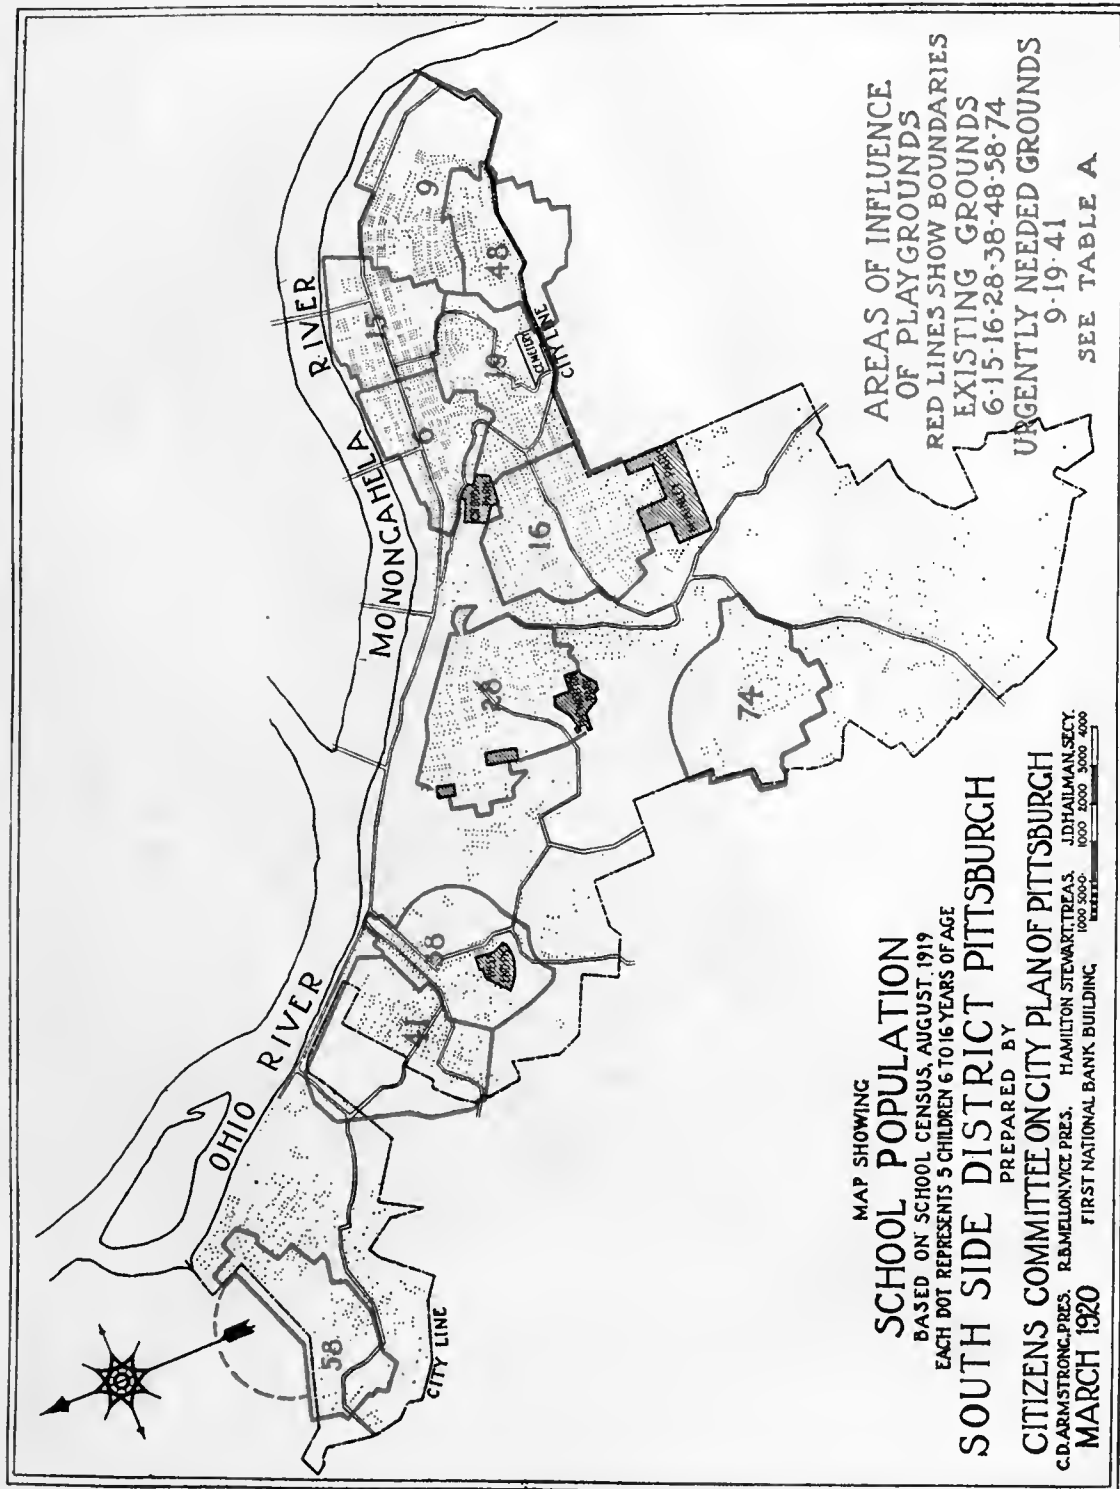 OHIO RIVER
MONONGAHELA RIVER
CITY LINE
CITY LINE
CEMETERY
58
41
38
28
74
16
6
15
19
9
48
AREAS OF INFLUENCE
OF PLAYGROUNDS
RED LINES SHOW BOUNDARIES
EXISTING GROUNDS
6-15-16-28-38-48-58-74
URGENTLY NEEDED GROUNDS
9-19-41
SEE TABLE A
MAP SHOWING
SCHOOL POPULATION
BASED ON SCHOOL CENSUS, AUGUST, 1919
EACH DOT REPRESENTS 5 CHILDREN 6 TO 16 YEARS OF AGE
SOUTH SIDE DISTRICT PITTSBURGH
PREPARED BY
CITIZENS COMMITTEE ON CITY PLAN OF PITTSBURGH
C.D. ARMSTRONG, PRES. R.B. MELLON, VICE PRES. HAMILTON STEWART, TREAS. J.D. HAILMAN, SECY.
MARCH 1920 FIRST NATIONAL BANK BUILDING 1000 500 0 1000 2000 3000 4000